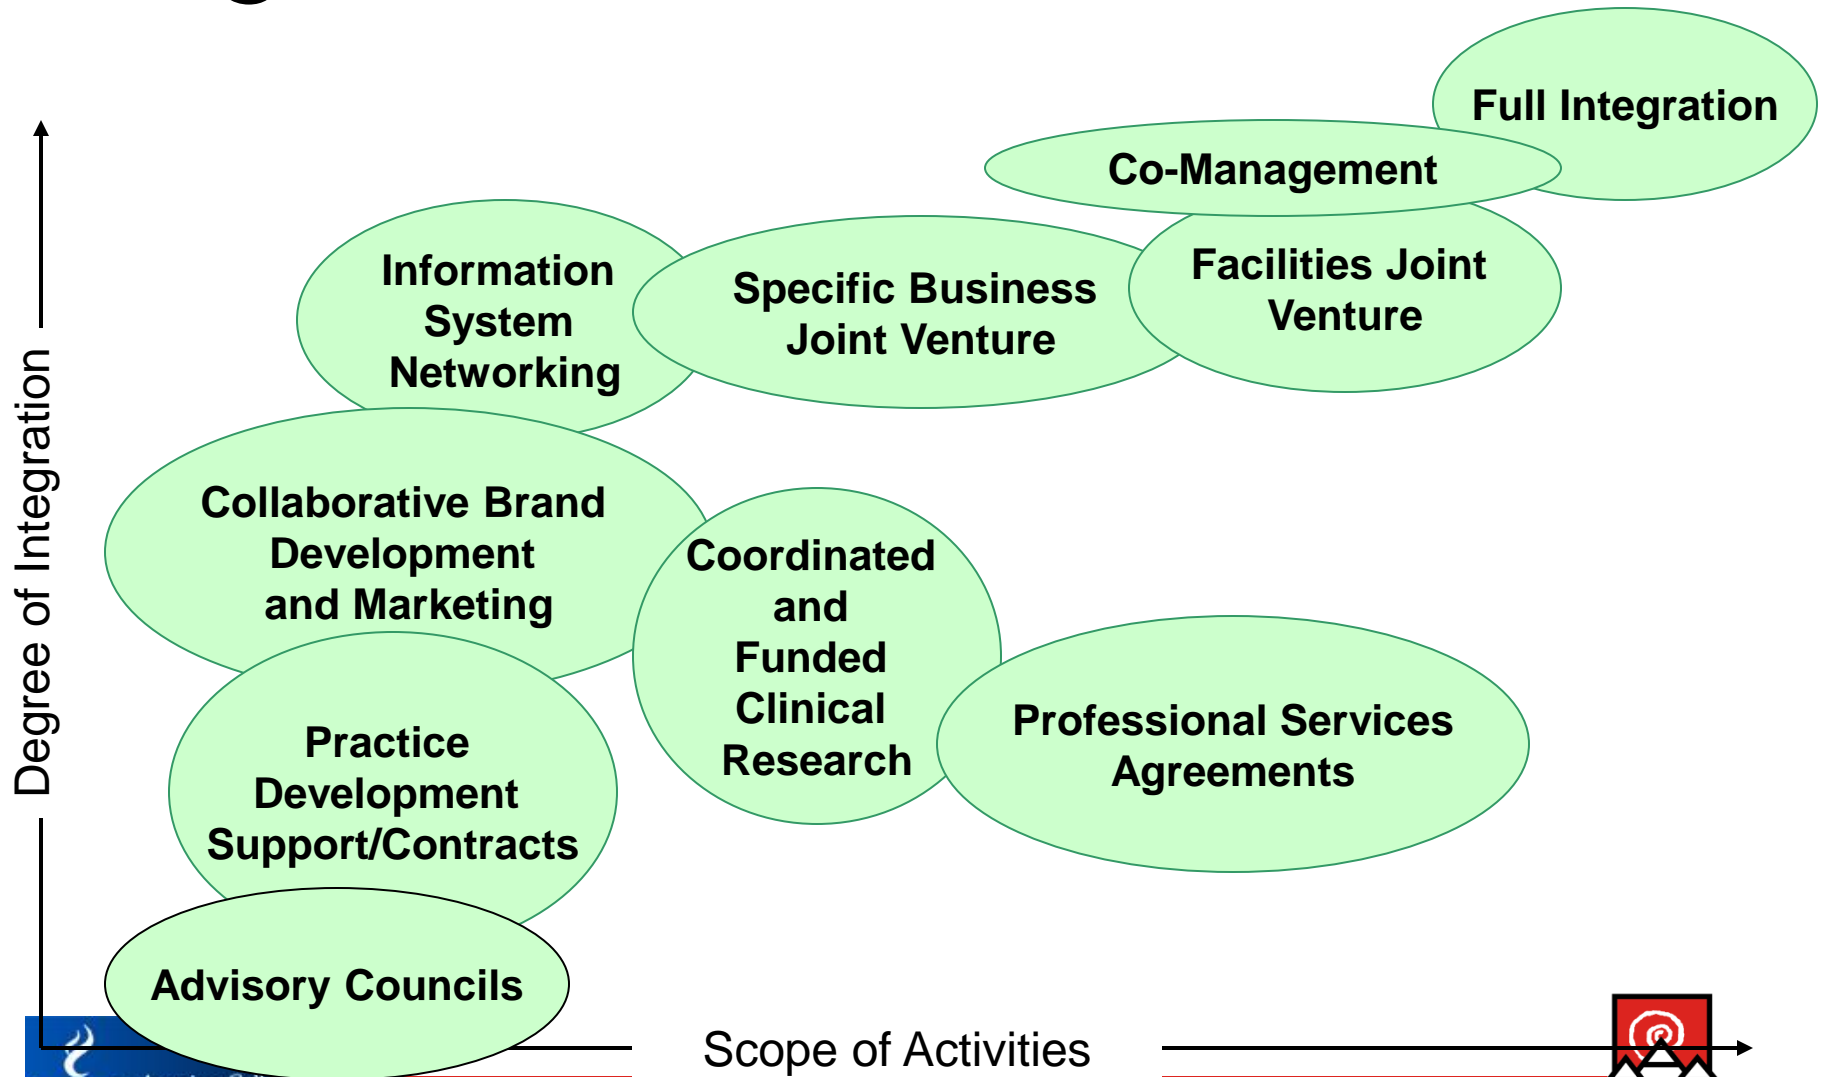 Full Integration
Co-Management
Information
System
Networking
Specific Business
Joint Venture
Facilities Joint
Venture
Degree of Integration
Collaborative Brand
Development
and Marketing
Coordinated
and
Funded
Clinical
Research
Practice
Development
Support/Contracts
Professional Services
Agreements
Advisory Councils
Scope of Activities